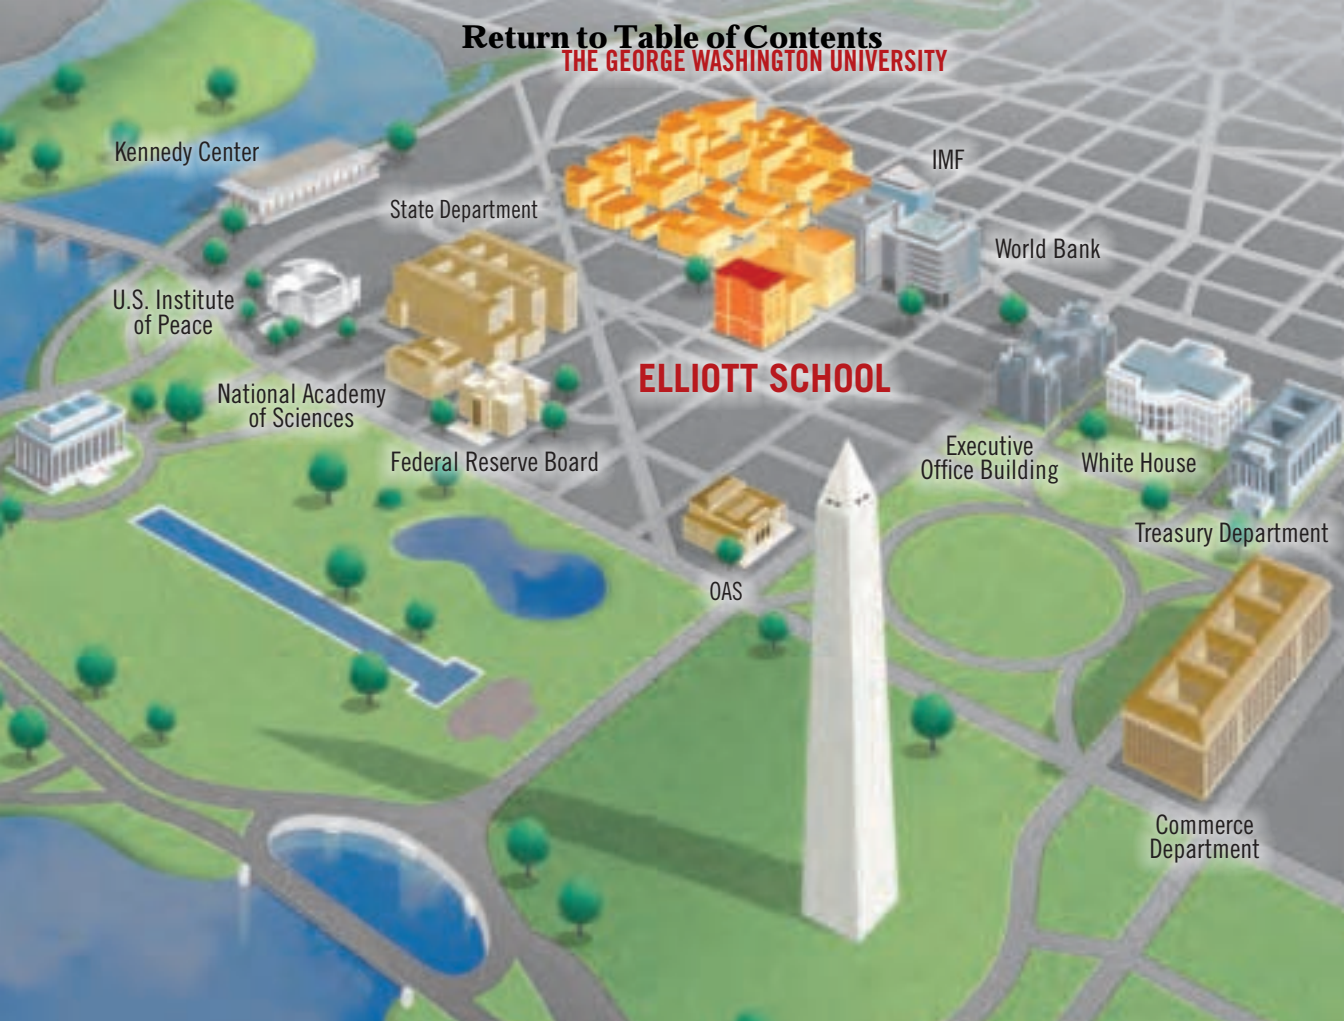 Return to Table of Contents
THE GEORGE WASHINGTON UNIVERSITY
Kennedy Center
IMF
State Department
World Bank
U.S. Institute
of Peace
ELLIOTT SCHOOL
National Academy
of Sciences
Executive
Office Building
White House
Federal Reserve Board
Treasury Department
OAS
Commerce
Department